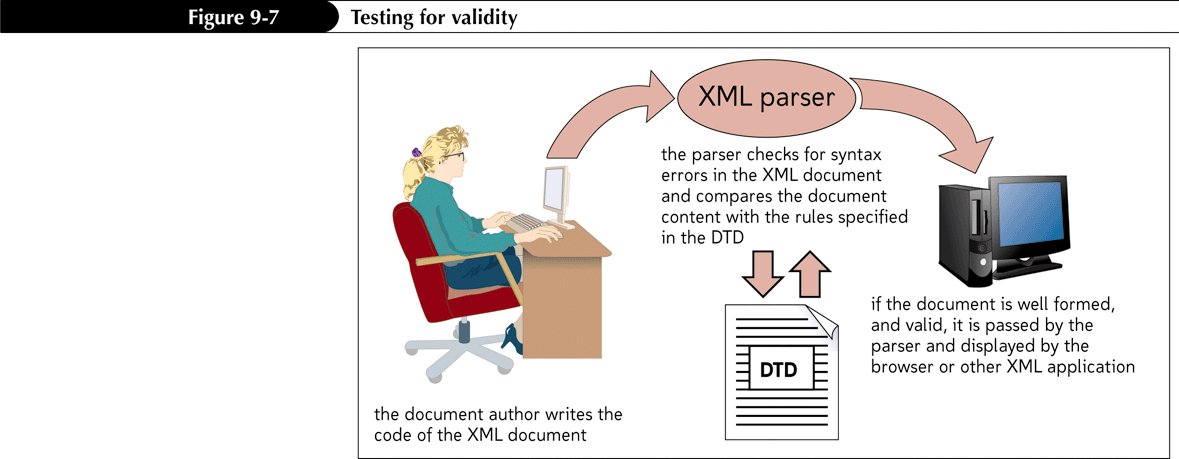 Figure 9-7
Testing for validity
XML parser
the parser checks for syntax
errors in the XML document
and compares the document
content with the rules specified
in the DTD
DTD
if the document is well formed,
and valid, it is passed by the
parser and displayed by the
browser or other XML application
the document author writes the
code of the XML document